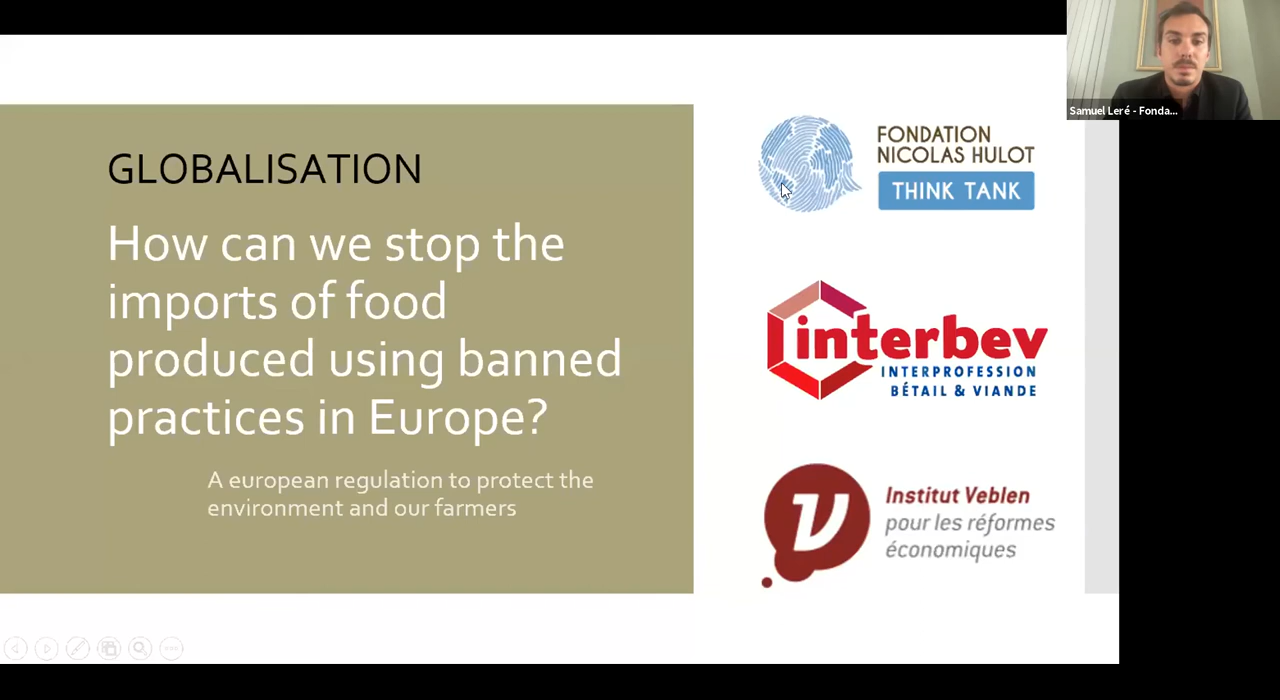 Samuel Leré - Fonda...
GLOBALISATION
How can we stop the
imports of food
produced using banned
practices in Europe?
A european regulation to protect the
environment and our farmers
FONDATION
NICOLAS HULOT
THINK TANK
interbev
INTERPROFESSION
BÉTAIL & VIANDE
Institut Veblen
pour les réformes
économiques